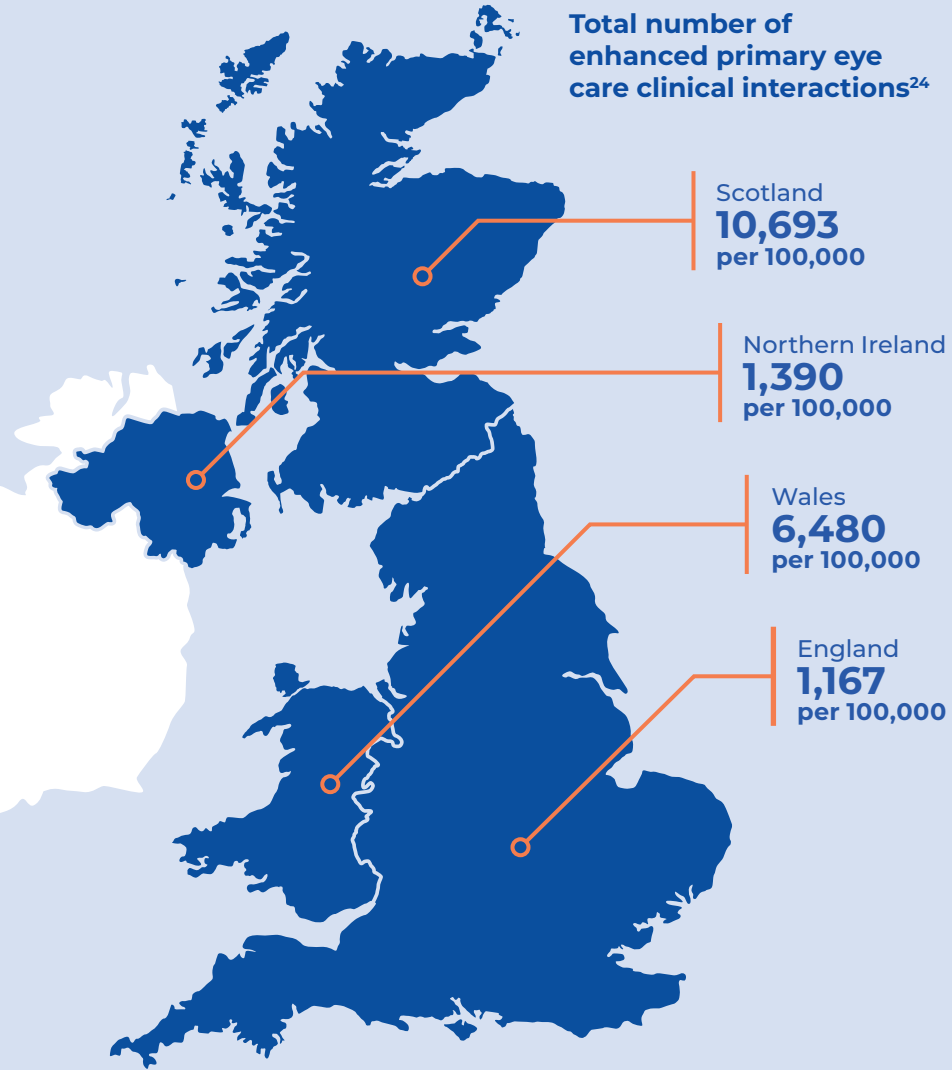 Total number of
enhanced primary eye
care clinical interactions²⁴
Scotland
10,693
per 100,000
Northern Ireland
1,390
per 100,000
Wales
6,480
per 100,000
England
1,167
per 100,000